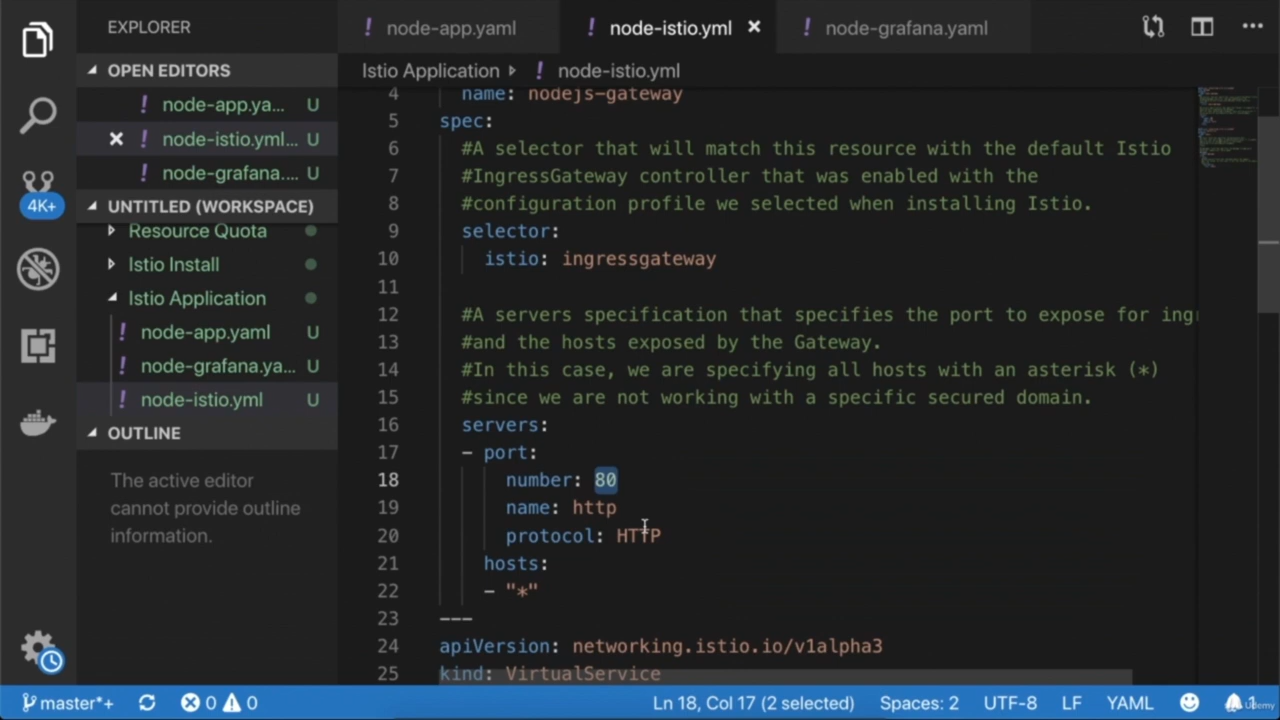 EXPLORER
node-app.yaml
node-istio.yml
node-grafana.yaml
OPEN EDITORS
node-app.ya... U
node-istio.yml... U
node-grafana.... U
4K+
UNTITLED (WORKSPACE)
Resource Quota
Istio Install
Istio Application
node-app.yaml U
node-grafana.ya... U
node-istio.yml U
OUTLINE
The active editor
cannot provide outline
information.
Istio Application
node-istio.yml
4 name: nodejs-gateway
5 spec:
6 #A selector that will match this resource with the default Istio
7 #IngressGateway controller that was enabled with the
8 #configuration profile we selected when installing Istio.
9 selector:
10 istio: ingressgateway
11
12 #A servers specification that specifies the port to expose for ing
13 #and the hosts exposed by the Gateway.
14 #In this case, we are specifying all hosts with an asterisk (*)
15 #since we are not working with a specific secured domain.
16 servers:
17 - port:
18 number: 80
19 name: http
20 protocol: HTTP
21 hosts:
22 - "*"
23 ---
24 apiVersion: networking.istio.io/v1alpha3
25 kind: VirtualService
master*+ 0 0 Ln 18, Col 17 (2 selected) Spaces: 2 UTF-8 LF YAML 1
Udemy